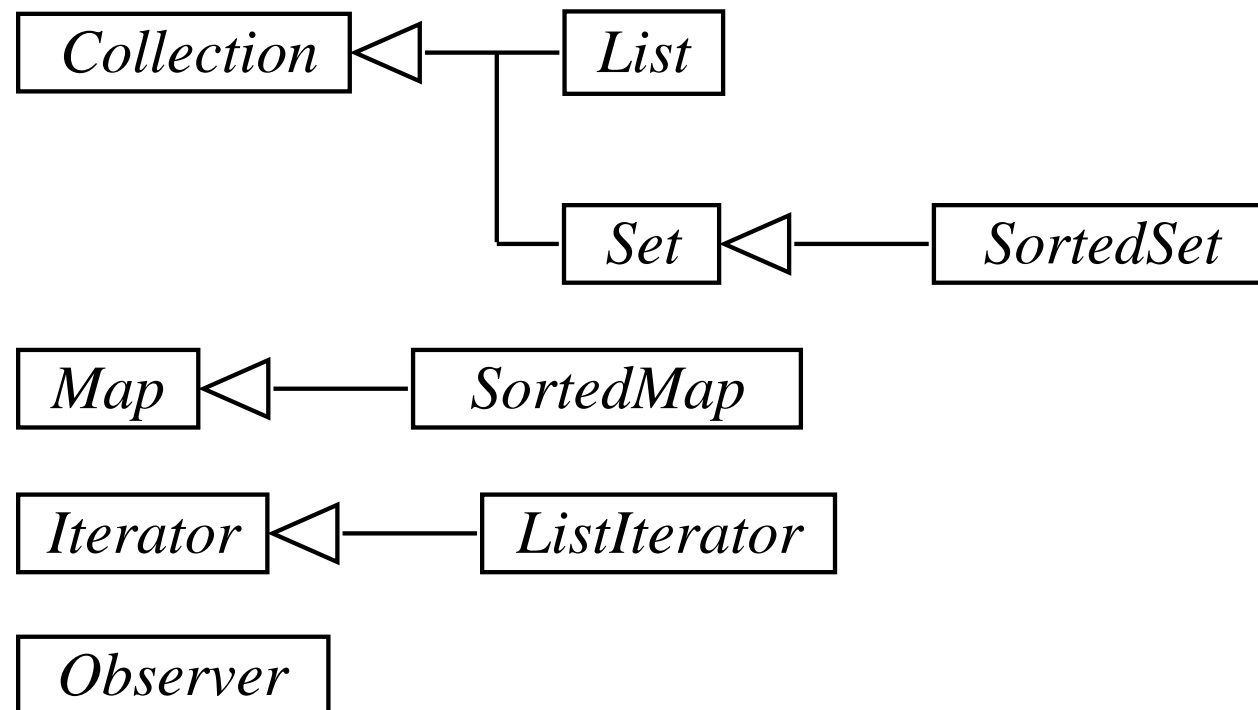 Collection List
Set SortedSet
Map SortedMap
Iterator ListIterator
Observer